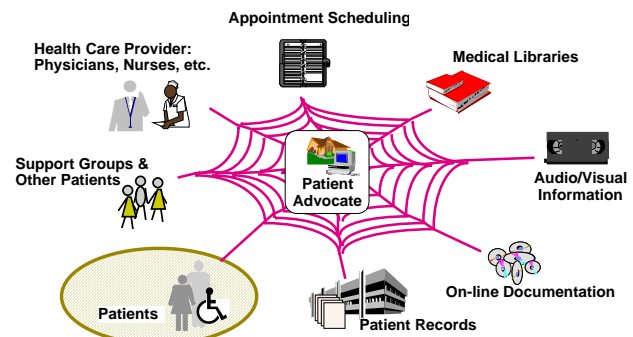 Appointment Scheduling
Health Care Provider:
Physicians, Nurses, etc.
Medical Libraries
Support Groups &
Other Patients
Patient
Advocate
Audio/Visual
Information
On-line Documentation
Patients
Patient Records